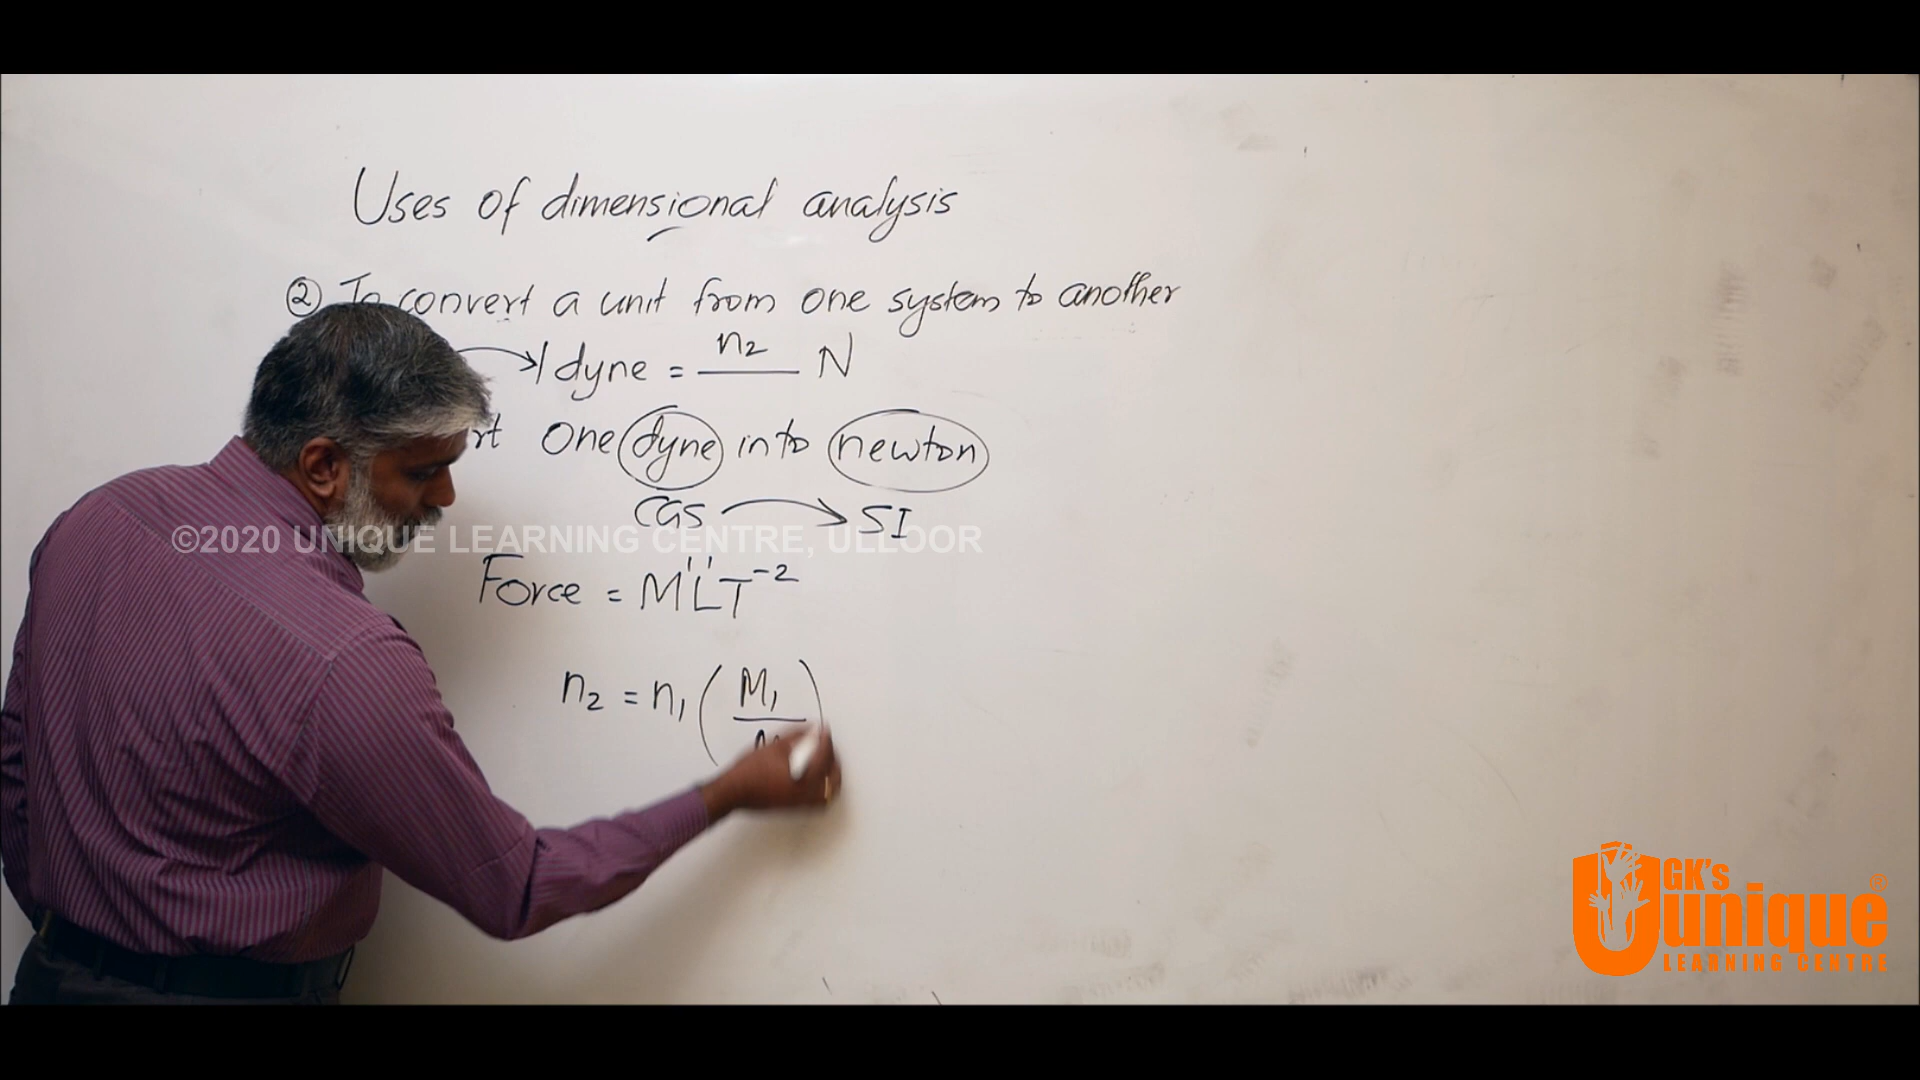 Uses of dimensional analysis
② To convert a unit from one system to another
1 dyne = n₂ N
One dyne into newton
CGS → SI
©2020 UNIQUE LEARNING CENTRE, ULLOOR
Force = M¹L¹T⁻²
n₂ = n₁ ( M₁
GK's
unique®
LEARNING CENTRE